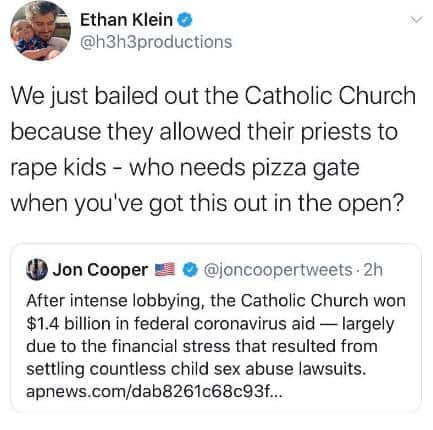 Ethan Klein
@h3h3productions
We just bailed out the Catholic Church
because they allowed their priests to
rape kids - who needs pizza gate
when you've got this out in the open?
Jon Cooper 🇺🇸 @joncoopertweets · 2h
After intense lobbying, the Catholic Church won
$1.4 billion in federal coronavirus aid — largely
due to the financial stress that resulted from
settling countless child sex abuse lawsuits.
apnews.com/dab8261c68c93f...